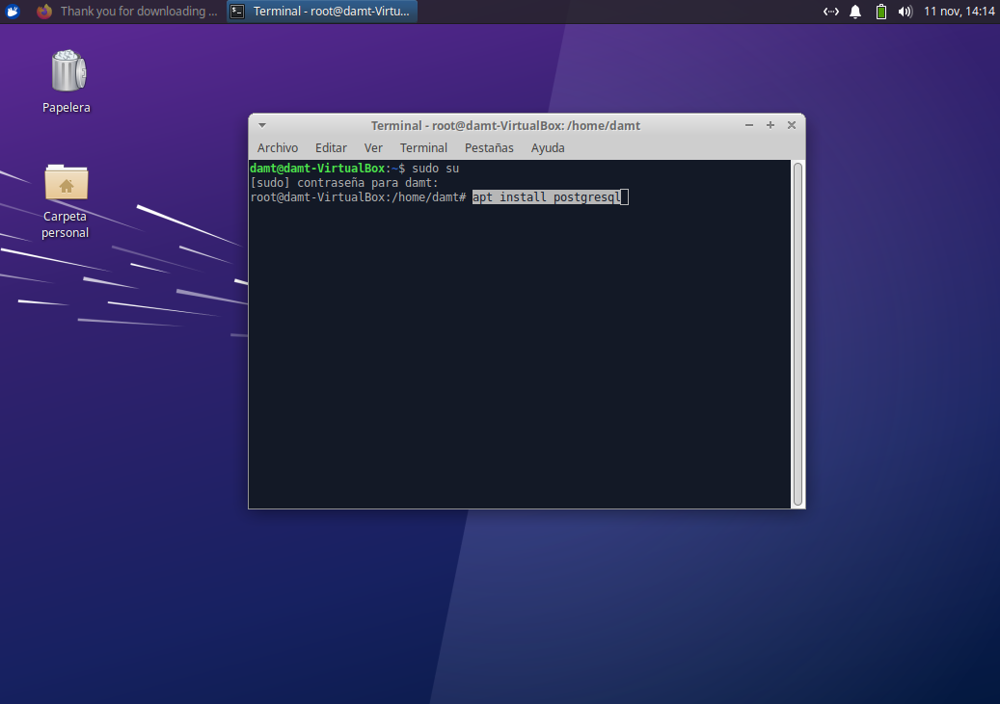 Thank you for downloading ...
Terminal - root@damt-Virtu...
11 nov, 14:14
Papelera
Carpeta
personal
Terminal - root@damt-VirtualBox: /home/damt
Archivo Editar Ver Terminal Pestañas Ayuda
damt@damt-VirtualBox:~$ sudo su
[sudo] contraseña para damt:
root@damt-VirtualBox:/home/damt# apt install postgresql